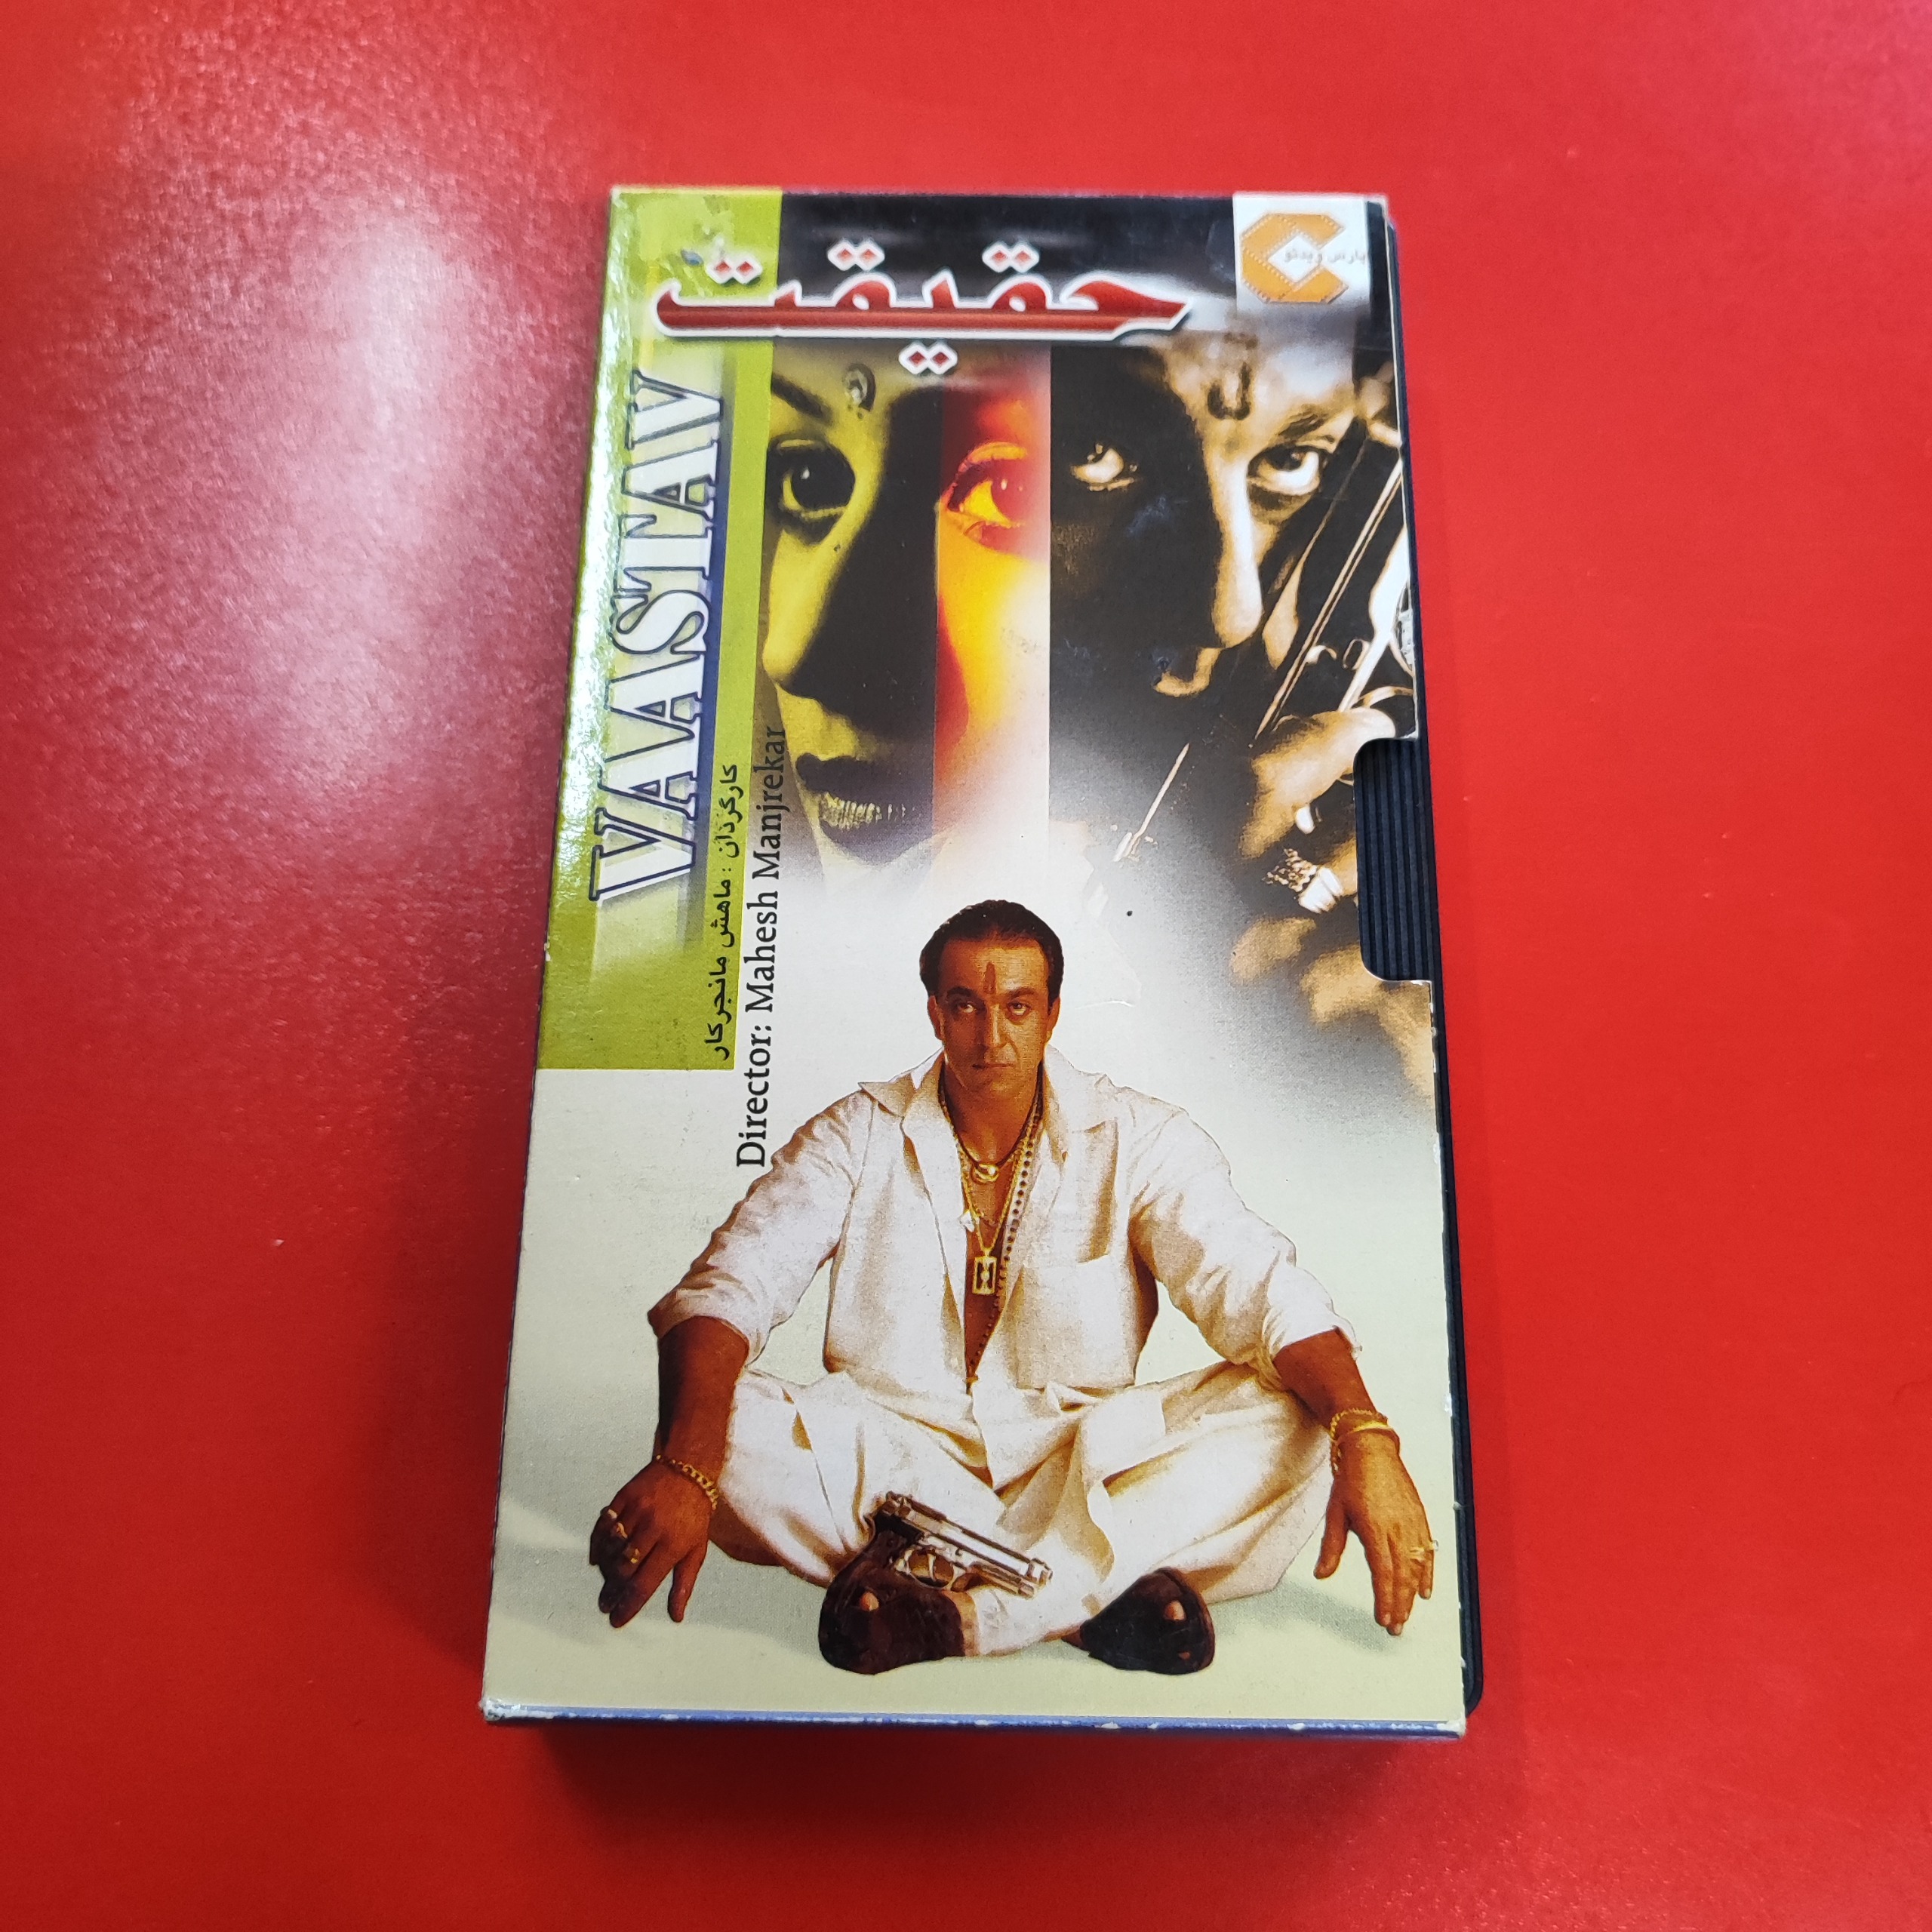 حقیقت
پارس ویدئو
VAASTAV
کارگردان : ماهش مانجرکار
Director: Mahesh Manjrekar